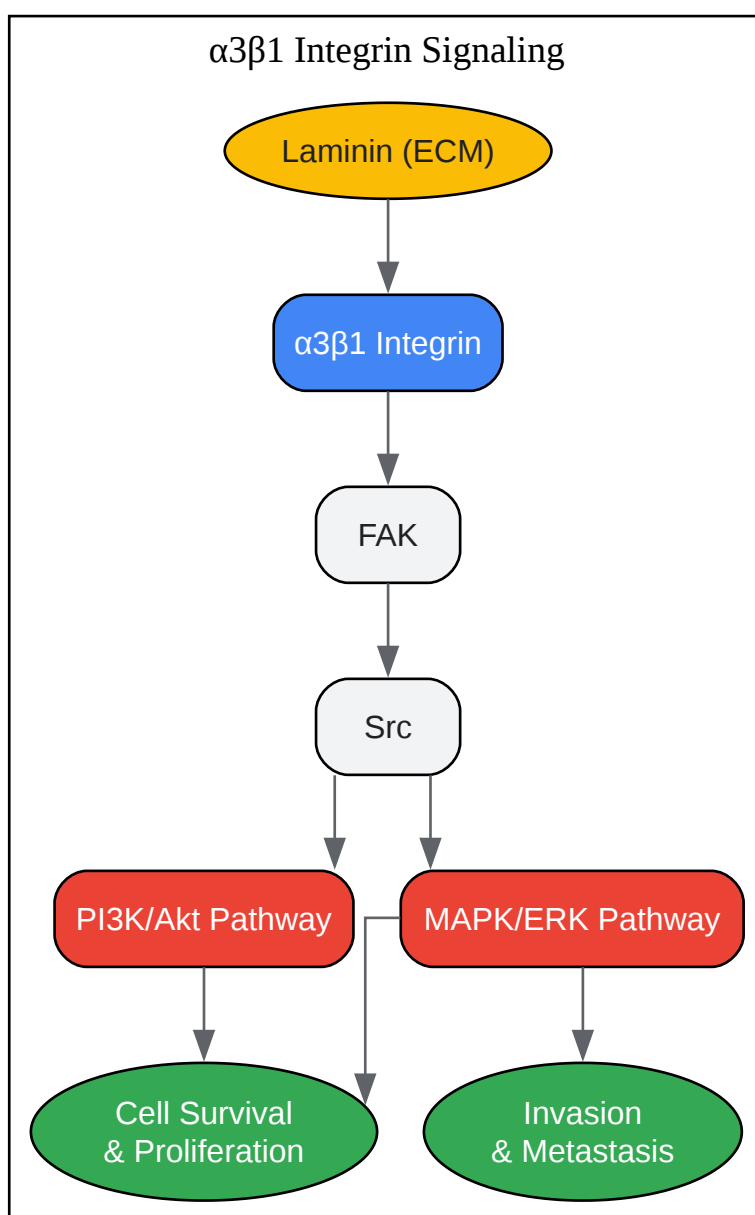 α3β1 Integrin Signaling
Laminin (ECM)
α3β1 Integrin
FAK
Src
PI3K/Akt Pathway
MAPK/ERK Pathway
Cell Survival
& Proliferation
Invasion
& Metastasis